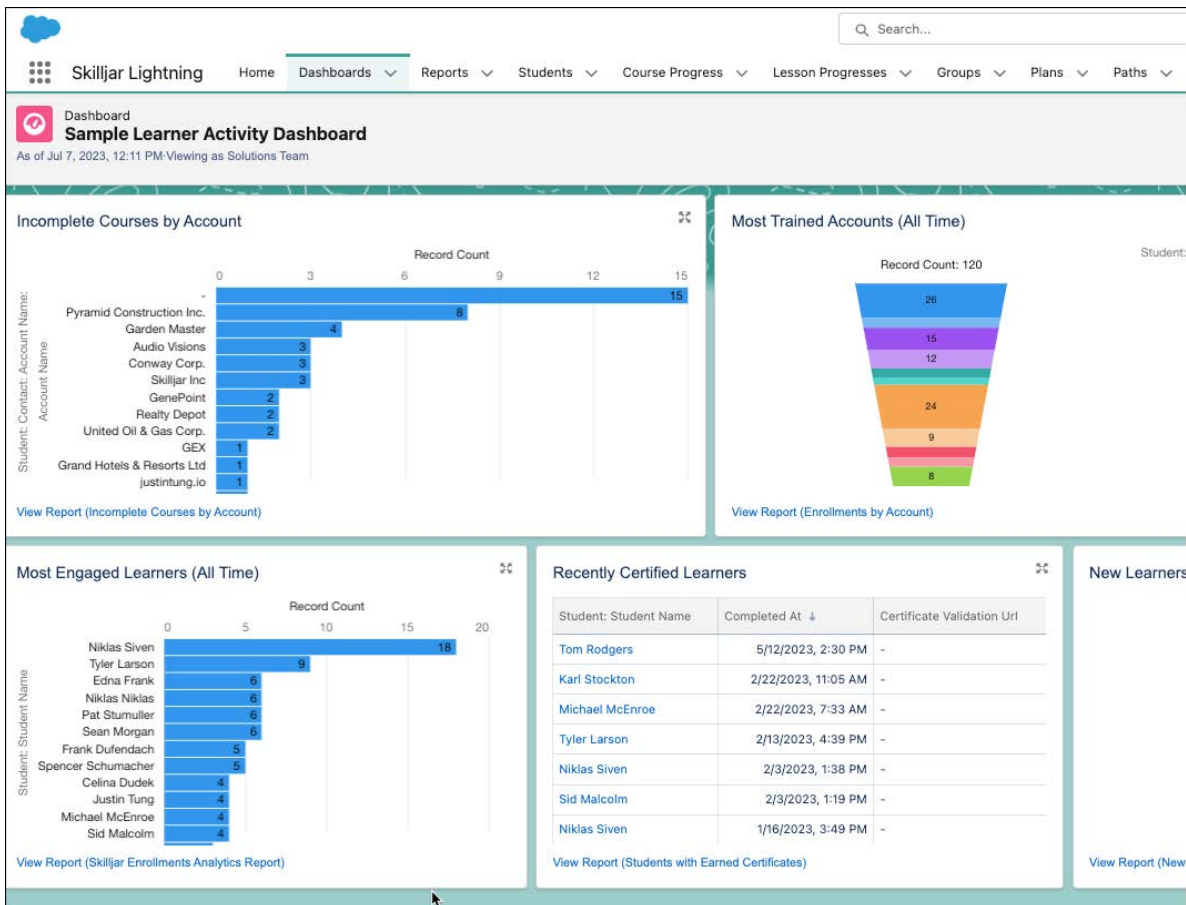 Search...
Skilljar Lightning Home Dashboards Reports Students Course Progress Lesson Progresses Groups Plans Paths
Dashboard
Sample Learner Activity Dashboard
As of Jul 7, 2023, 12:11 PM·Viewing as Solutions Team
Incomplete Courses by Account
Record Count
0 3 6 9 12 15
Student: Contact: Account Name:
Account Name
- 15
Pyramid Construction Inc. 8
Garden Master 4
Audio Visions 3
Conway Corp. 3
Skilljar Inc 3
GenePoint 2
Realty Depot 2
United Oil & Gas Corp. 2
GEX 1
Grand Hotels & Resorts Ltd 1
justintung.io 1
View Report (Incomplete Courses by Account)
Most Trained Accounts (All Time)
Student:
Record Count: 120
26
15
12
24
9
8
View Report (Enrollments by Account)
Most Engaged Learners (All Time)
Record Count
0 5 10 15 20
Student: Student Name
Niklas Siven 18
Tyler Larson 9
Edna Frank 6
Niklas Niklas 6
Pat Stumuller 6
Sean Morgan 6
Frank Dufendach 5
Spencer Schumacher 5
Celina Dudek 4
Justin Tung 4
Michael McEnroe 4
Sid Malcolm 4
View Report (Skilljar Enrollments Analytics Report)
Recently Certified Learners
Student: Student Name Completed At ↓ Certificate Validation Url
Tom Rodgers 5/12/2023, 2:30 PM -
Karl Stockton 2/22/2023, 11:05 AM -
Michael McEnroe 2/22/2023, 7:33 AM -
Tyler Larson 2/13/2023, 4:39 PM -
Niklas Siven 2/3/2023, 1:38 PM -
Sid Malcolm 2/3/2023, 1:19 PM -
Niklas Siven 1/16/2023, 3:49 PM -
View Report (Students with Earned Certificates)
New Learners
View Report (New